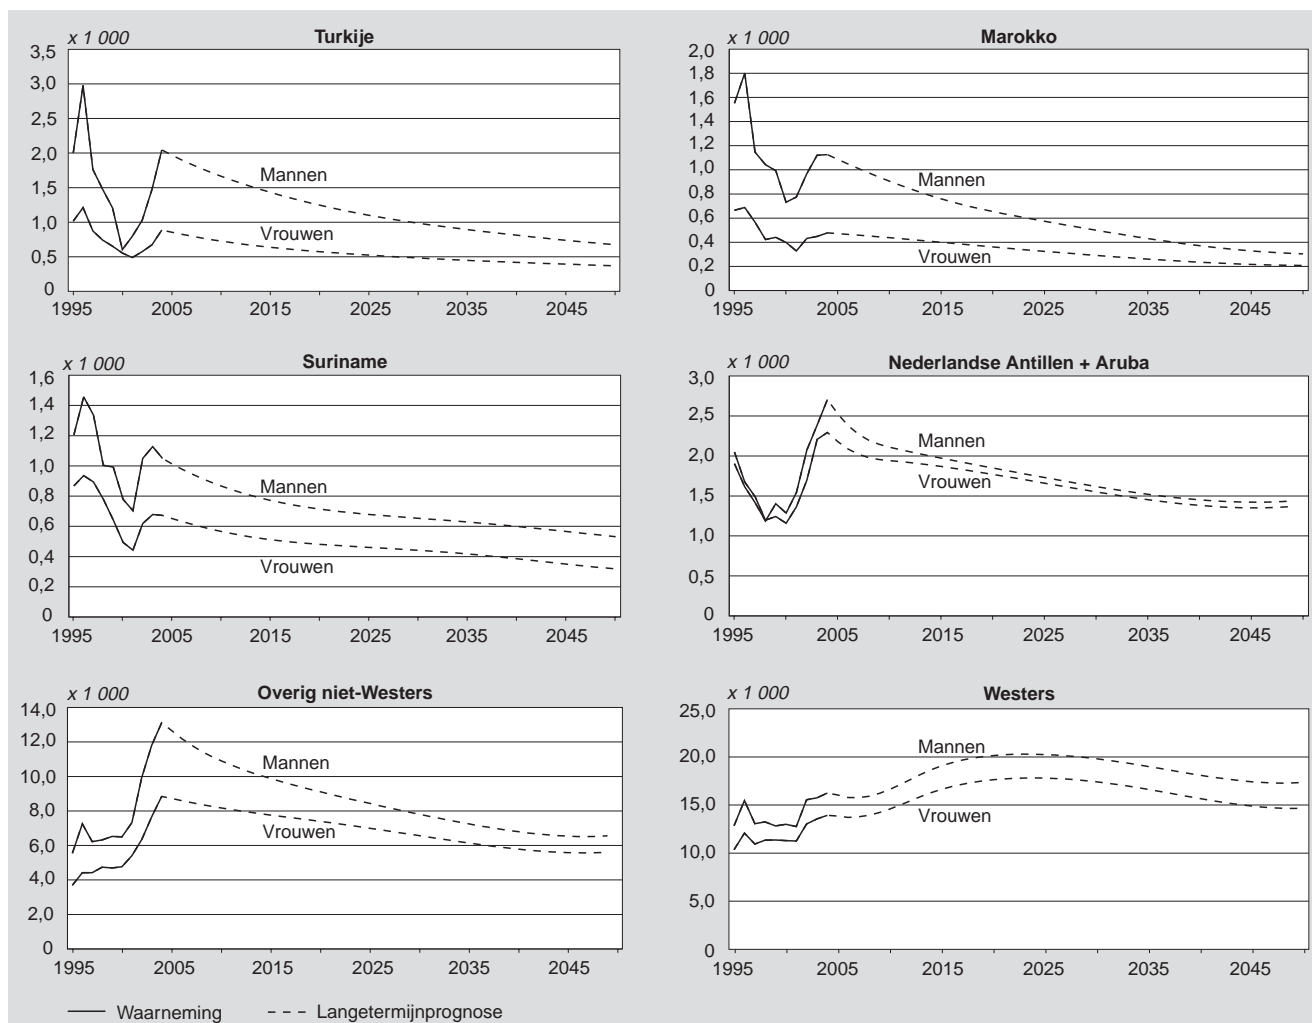 x 1 000
Turkije
3,5
3,0
2,5
2,0
1,5
1,0
0,5
0
Mannen
Vrouwen
1995 2005 2015 2025 2035 2045
x 1 000
Marokko
2,0
1,8
1,6
1,4
1,2
1,0
0,8
0,6
0,4
0,2
0
Mannen
Vrouwen
1995 2005 2015 2025 2035 2045
x 1 000
Suriname
1,6
1,4
1,2
1,0
0,8
0,6
0,4
0,2
0
Mannen
Vrouwen
1995 2005 2015 2025 2035 2045
x 1 000
Nederlandse Antillen + Aruba
3,0
2,5
2,0
1,5
1,0
0,5
0
Mannen
Vrouwen
1995 2005 2015 2025 2035 2045
x 1 000
Overig niet-Westers
14,0
12,0
10,0
8,0
6,0
4,0
2,0
0
Mannen
Vrouwen
1995 2005 2015 2025 2035 2045
x 1 000
Westers
25,0
20,0
15,0
10,0
5,0
0
Mannen
Vrouwen
1995 2005 2015 2025 2035 2045
Waarneming Langetermijnprognose